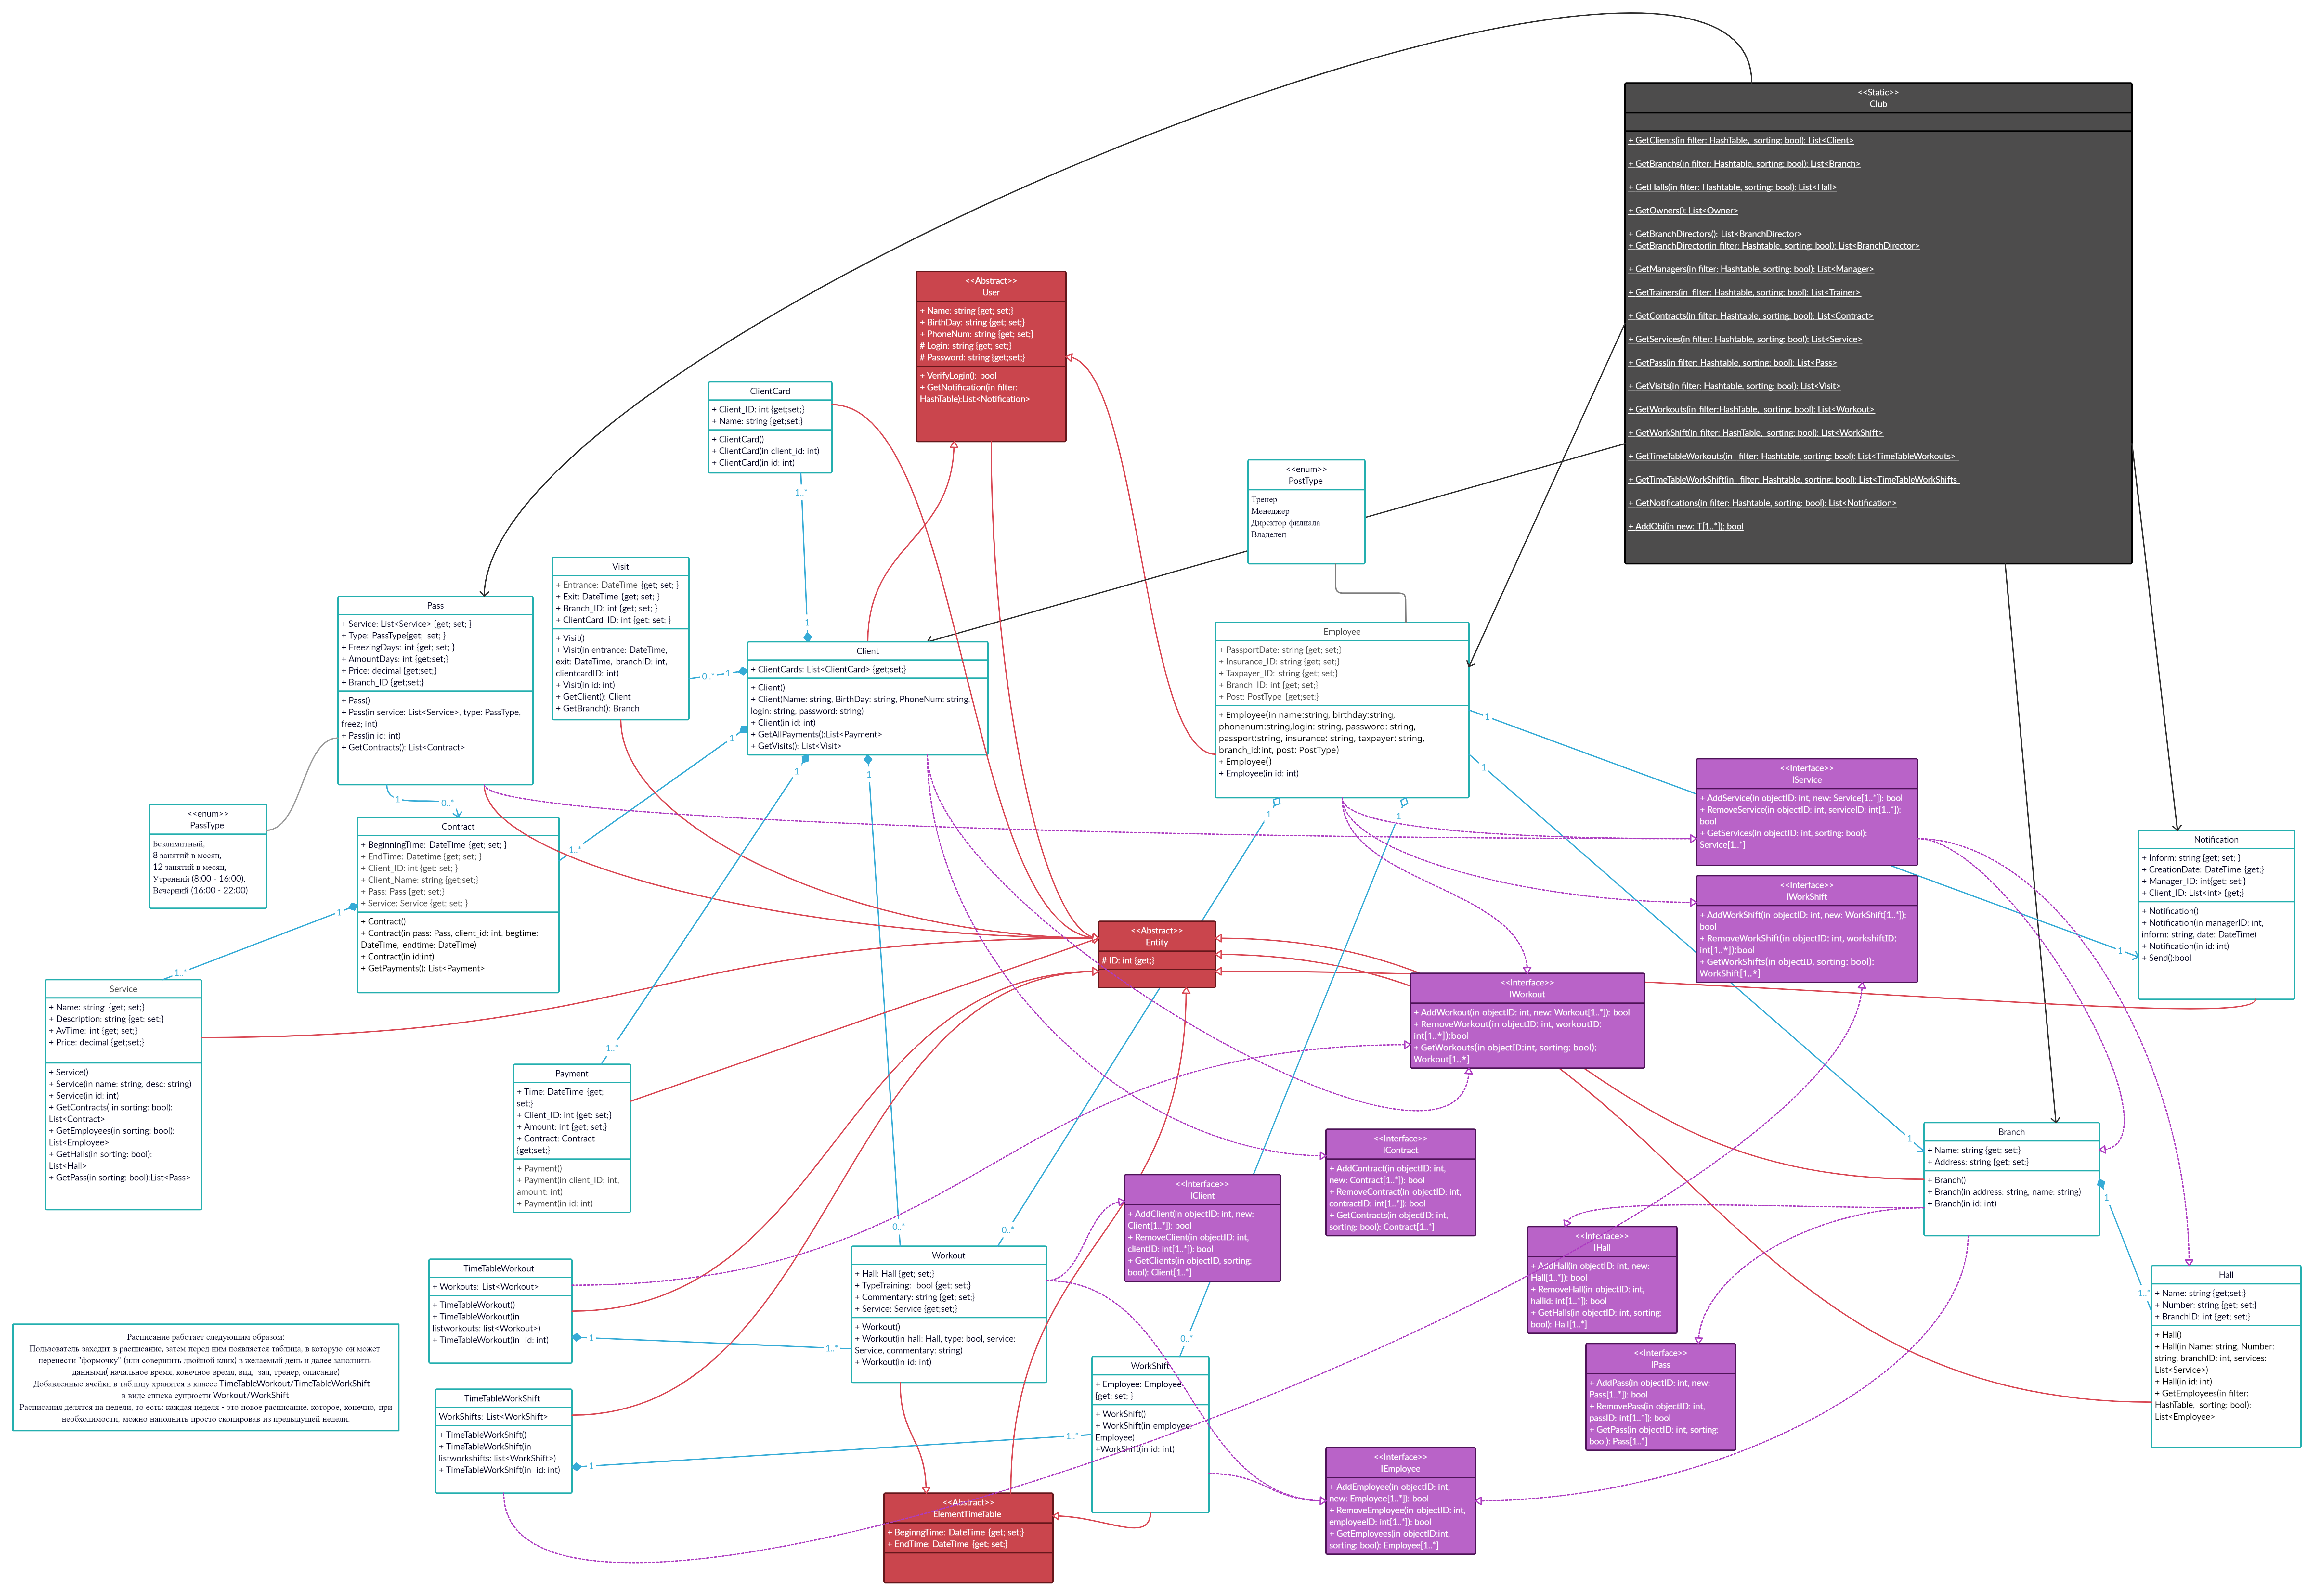 <<Static>>
Club
+ GetClients(in filter: HashTable, sorting: bool): List<Client>
+ GetBranchs(in filter: Hashtable, sorting: bool): List<Branch>
+ GetHalls(in filter: Hashtable, sorting: bool): List<Hall>
+ GetOwners(): List<Owner>
+ GetBranchDirectors(): List<BranchDirector>
+ GetBranchDirector(in filter: Hashtable, sorting: bool): List<BranchDirector>
+ GetManagers(in filter: Hashtable, sorting: bool): List<Manager>
+ GetTrainers(in filter: Hashtable, sorting: bool): List<Trainer>
+ GetContracts(in filter: Hashtable, sorting: bool): List<Contract>
+ GetServices(in filter: Hashtable, sorting: bool): List<Service>
+ GetPass(in filter: Hashtable, sorting: bool): List<Pass>
+ GetVisits(in filter: Hashtable, sorting: bool): List<Visit>
+ GetWorkouts(in filter:HashTable, sorting: bool): List<Workout>
+ GetWorkShift(in filter: HashTable, sorting: bool): List<WorkShift>
+ GetTimeTableWorkouts(in filter: Hashtable, sorting: bool): List<TimeTableWorkouts>
+ GetTimeTableWorkShift(in filter: Hashtable, sorting: bool): List<TimeTableWorkShifts
+ GetNotifications(in filter: Hashtable, sorting: bool): List<Notification>
+ AddObj(in new: T[1..*]): bool
<<Abstract>>
User
+ Name: string {get; set;}
+ BirthDay: string {get; set;}
+ PhoneNum: string {get; set;}
# Login: string {get; set;}
# Password: string {get;set;}
+ VerifyLogin(): bool
+ GetNotification(in filter:
HashTable):List<Notification>
ClientCard
+ Client_ID: int {get;set;}
+ Name: string {get;set;}
+ ClientCard()
+ ClientCard(in client_id: int)
+ ClientCard(in id: int)
1..*
1
<<enum>>
PostType
Тренер
Менеджер
Директор филиала
Владелец
Visit
+ Entrance: DateTime {get; set; }
+ Exit: DateTime {get; set; }
+ Branch_ID: int {get; set; }
+ ClientCard_ID: int {get; set; }
+ Visit()
+ Visit(in entrance: DateTime,
exit: DateTime, branchID: int,
clientcardID: int)
+ Visit(in id: int)
+ GetClient(): Client
+ GetBranch(): Branch
0..*
1
Pass
+ Service: List<Service> {get; set; }
+ Type: PassType{get; set; }
+ FreezingDays: int {get; set; }
+ AmountDays: int {get;set;}
+ Price: decimal {get;set;}
+ Branch_ID {get;set;}
+ Pass()
+ Pass(in service: List<Service>, type: PassType,
freez; int)
+ Pass(in id: int)
+ GetContracts(): List<Contract>
1
0..*
Client
+ ClientCards: List<ClientCard> {get;set;}
+ Client()
+ Client(Name: string, BirthDay: string, PhoneNum: string,
login: string, password: string)
+ Client(in id: int)
+ GetAllPayments():List<Payment>
+ GetVisits(): List<Visit>
1
1
1
Employee
+ PassportDate: string {get; set;}
+ Insurance_ID: string {get; set;}
+ Taxpayer_ID: string {get; set;}
+ Branch_ID: int {get; set;}
+ Post: PostType {get;set;}
+ Employee(in name:string, birthday:string,
phonenum:string,login: string, password: string,
passport:string, insurance: string, taxpayer: string,
branch_id:int, post: PostType)
+ Employee()
+ Employee(in id: int)
1
1
1
1
<<enum>>
PassType
Безлимитный,
8 занятий в месяц,
12 занятий в месяц,
Утренний (8:00 - 16:00),
Вечерний (16:00 - 22:00)
Contract
+ BeginningTime: DateTime {get; set; }
+ EndTime: Datetime {get; set; }
+ Client_ID: int {get; set; }
+ Client_Name: string {get;set;}
+ Pass: Pass {get; set;}
+ Service: Service {get; set; }
+ Contract()
+ Contract(in pass: Pass, client_id: int, begtime:
DateTime, endtime: DateTime)
+ Contract(in id:int)
+ GetPayments(): List<Payment>
1..*
1
1..*
<<Interface>>
IService
+ AddService(in objectID: int, new: Service[1..*]): bool
+ RemoveService(in objectID: int, serviceID: int[1..*]):
bool
+ GetServices(in objectID: int, sorting: bool):
Service[1..*]
<<Interface>>
IWorkShift
+ AddWorkShift(in objectID: int, new: WorkShift[1..*]):
bool
+ RemoveWorkShift(in objectID: int, workshiftID:
int[1..*]):bool
+ GetWorkShifts(in objectID, sorting: bool):
WorkShift[1..*]
Notification
+ Inform: string {get; set; }
+ CreationDate: DateTime {get;}
+ Manager_ID: int{get; set;}
+ Client_ID: List<int> {get;}
+ Notification()
+ Notification(in managerID: int,
inform: string, date: DateTime)
+ Notification(in id: int)
+ Send():bool
1
<<Abstract>>
Entity
# ID: int {get;}
<<Interface>>
IWorkout
+ AddWorkout(in objectID: int, new: Workout[1..*]): bool
+ RemoveWorkout(in objectID: int, workoutID:
int[1..*]):bool
+ GetWorkouts(in objectID:int, sorting: bool):
Workout[1..*]
Service
+ Name: string {get; set;}
+ Description: string {get; set;}
+ AvTime: int {get; set;}
+ Price: decimal {get;set;}
+ Service()
+ Service(in name: string, desc: string)
+ Service(in id: int)
+ GetContracts( in sorting: bool):
List<Contract>
+ GetEmployees(in sorting: bool):
List<Employee>
+ GetHalls(in sorting: bool):
List<Hall>
+ GetPass(in sorting: bool):List<Pass>
1..*
Payment
+ Time: DateTime {get;
set;}
+ Client_ID: int {get: set;}
+ Amount: int {get; set;}
+ Contract: Contract
{get;set;}
+ Payment()
+ Payment(in client_ID; int,
amount: int)
+ Payment(in id: int)
<<Interface>>
IContract
+ AddContract(in objectID: int,
new: Contract[1..*]): bool
+ RemoveContract(in objectID: int,
contractID: int[1..*]): bool
+ GetContracts(in objectID: int,
sorting: bool): Contract[1..*]
1
Branch
+ Name: string {get; set;}
+ Address: string {get; set;}
+ Branch()
+ Branch(in address: string, name: string)
+ Branch(in id: int)
1
1..*
<<Interface>>
IClient
+ AddClient(in objectID: int, new:
Client[1..*]): bool
+ RemoveClient(in objectID: int,
clientID: int[1..*]): bool
+ GetClients(in objectID, sorting:
bool): Client[1..*]
<<Interface>>
IHall
+ AddHall(in objectID: int, new:
Hall[1..*]): bool
+ RemoveHall(in objectID: int,
hallid: int[1..*]): bool
+ GetHalls(in objectID: int, sorting:
bool): Hall[1..*]
0..*
0..*
Workout
+ Hall: Hall {get; set;}
+ TypeTraining: bool {get; set;}
+ Commentary: string {get; set;}
+ Service: Service {get;set;}
+ Workout()
+ Workout(in hall: Hall, type: bool, service:
Service, commentary: string)
+ Workout(in id: int)
TimeTableWorkout
+ Workouts: List<Workout>
+ TimeTableWorkout()
+ TimeTableWorkout(in
listworkouts: list<Workout>)
+ TimeTableWorkout(in id: int)
1
1..*
Hall
+ Name: string {get;set;}
+ Number: string {get; set;}
+ BranchID: int {get; set;}
+ Hall()
+ Hall(in Name: string, Number:
string, branchID: int, services:
List<Service>)
+ Hall(in id: int)
+ GetEmployees(in filter:
HashTable, sorting: bool):
List<Employee>
0..*
WorkShift
+ Employee: Employee
{get; set; }
+ WorkShift()
+ WorkShift(in employee:
Employee)
+WorkShift(in id: int)
<<Interface>>
IPass
+ AddPass(in objectID: int, new:
Pass[1..*]): bool
+ RemovePass(in objectID: int,
passID: int[1..*]): bool
+ GetPass(in objectID: int, sorting:
bool): Pass[1..*]
Расписание работает следующим образом:
Пользователь заходит в расписание, затем перед ним появляется таблица, в которую он может
перенести "формочку" (или совершить двойной клик) в желаемый день и далее заполнить
данными( начальное время, конечное время, вид, зал, тренер, описание)
Добавленные ячейки в таблицу хранятся в классе TimeTableWorkout/TimeTableWorkShift
в виде списка сущности Workout/WorkShift
Расписания делятся на недели, то есть: каждая неделя - это новое расписание. которое, конечно, при
необходимости, можно наполнить просто скопировав из предыдущей недели.
TimeTableWorkShift
WorkShifts: List<WorkShift>
+ TimeTableWorkShift()
+ TimeTableWorkShift(in
listworkshifts: list<WorkShift>)
+ TimeTableWorkShift(in id: int)
1
1..*
<<Interface>>
IEmployee
+ AddEmployee(in objectID: int,
new: Employee[1..*]): bool
+ RemoveEmployee(in objectID: int,
employeeID: int[1..*]): bool
+ GetEmployees(in objectID:int,
sorting: bool): Employee[1..*]
<<Abstract>>
ElementTimeTable
+ BeginngTime: DateTime {get; set;}
+ EndTime: DateTime {get; set;}